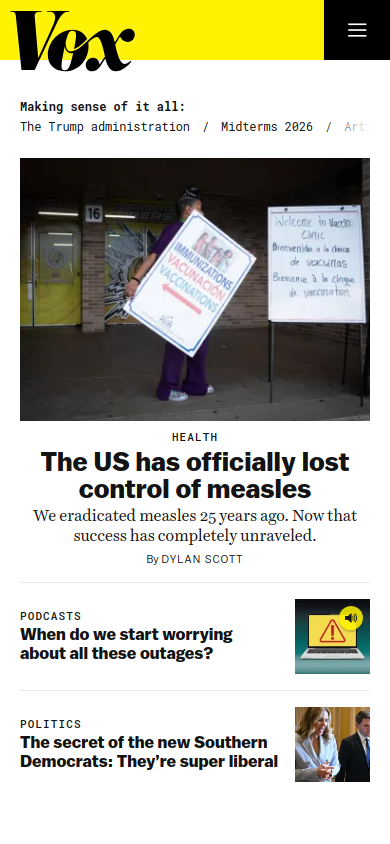 Vox
Making sense of it all:
The Trump administration / Midterms 2026 / Art
16
IMMUNIZATIONS
VACUNACIÓN
VACCINATIONS
Welcome to Vaccine
Clinic
Bienvenido a la clinica
de vacunas
de vaccination
HEALTH
The US has officially lost
control of measles
We eradicated measles 25 years ago. Now that
success has completely unraveled.
By DYLAN SCOTT
PODCASTS
When do we start worrying
about all these outages?
POLITICS
The secret of the new Southern
Democrats: They’re super liberal